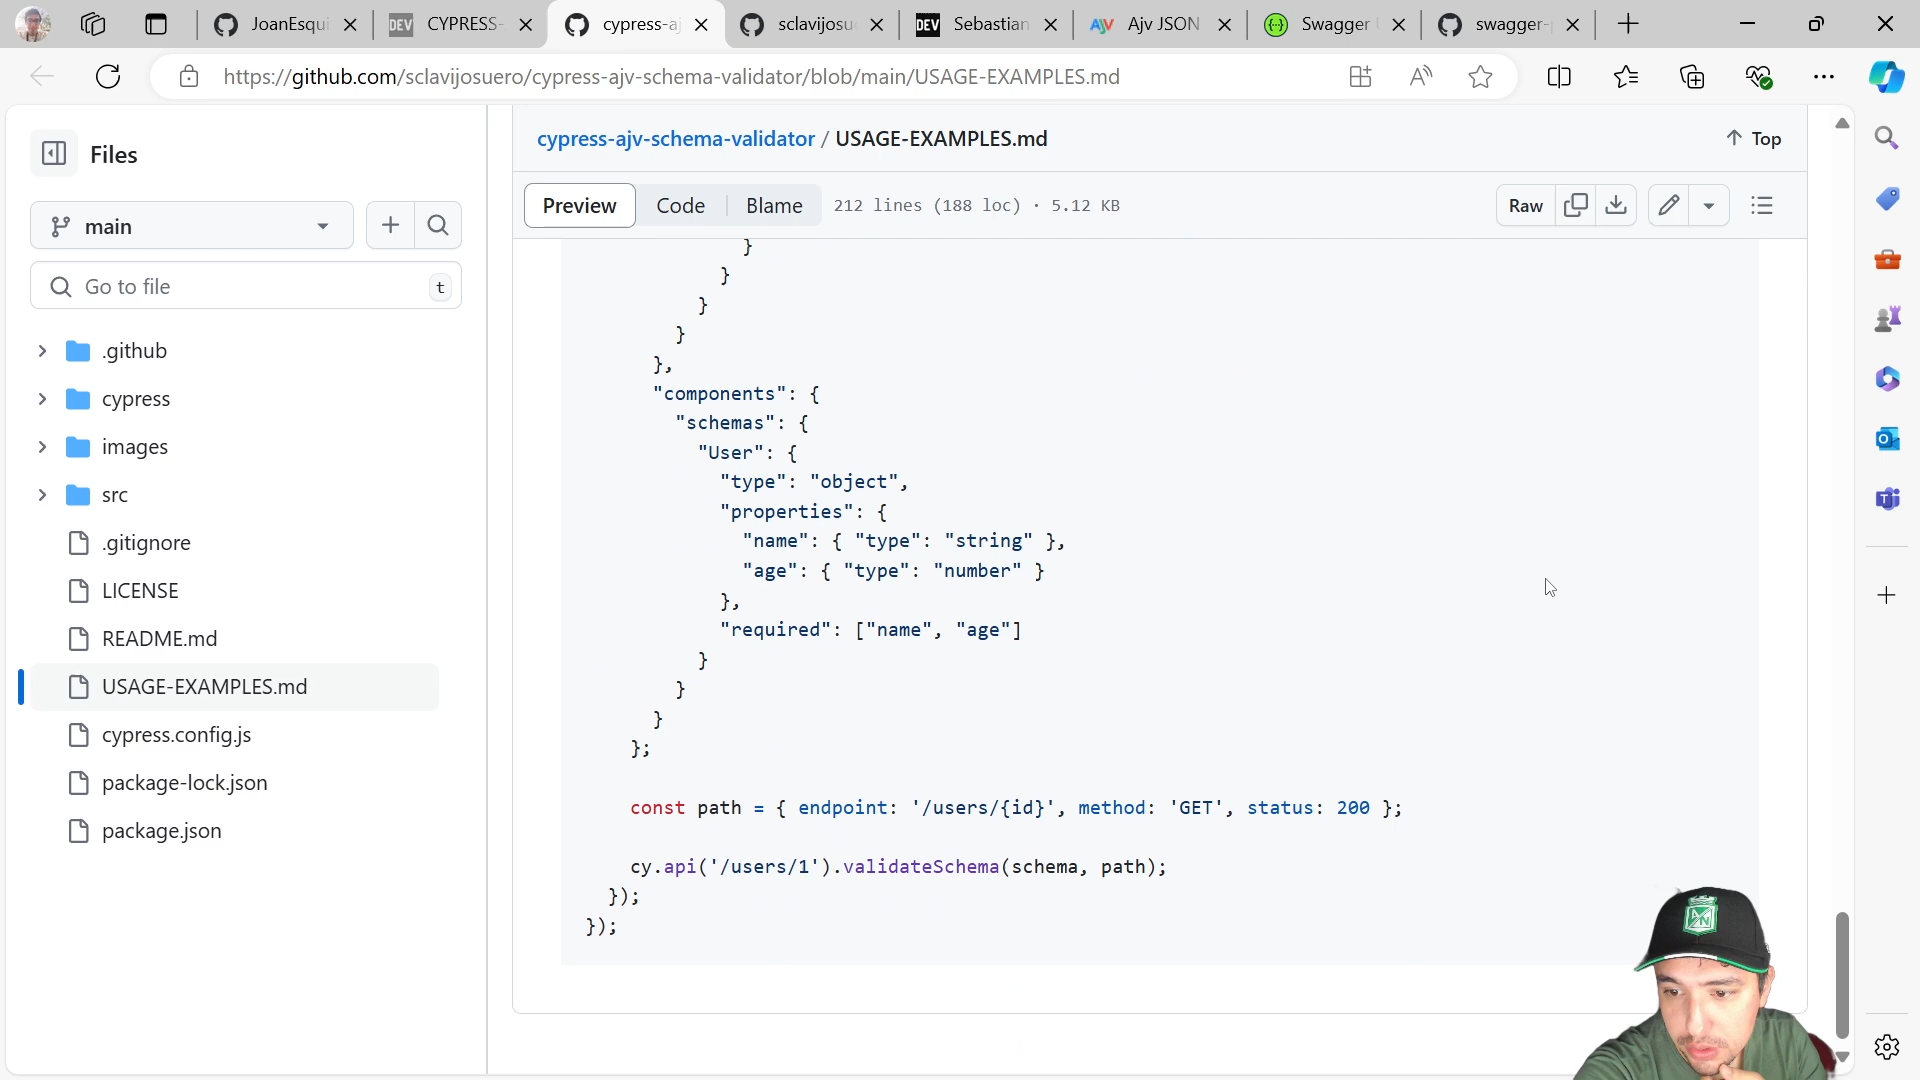 JoanEsqui
CYPRESS-
cypress-aj
sclavijosu
Sebastian
Ajv JSON
Swagger
swagger-
https://github.com/sclavijosuero/cypress-ajv-schema-validator/blob/main/USAGE-EXAMPLES.md
Files
main
Go to file
t
.github
cypress
images
src
.gitignore
LICENSE
README.md
USAGE-EXAMPLES.md
cypress.config.js
package-lock.json
package.json
cypress-ajv-schema-validator / USAGE-EXAMPLES.md
Top
Preview
Code
Blame
212 lines (188 loc) · 5.12 KB
Raw
}
}
}
}
},
"components": {
"schemas": {
"User": {
"type": "object",
"properties": {
"name": { "type": "string" },
"age": { "type": "number" }
},
"required": ["name", "age"]
}
}
}
};
const path = { endpoint: '/users/{id}', method: 'GET', status: 200 };
cy.api('/users/1').validateSchema(schema, path);
});
});